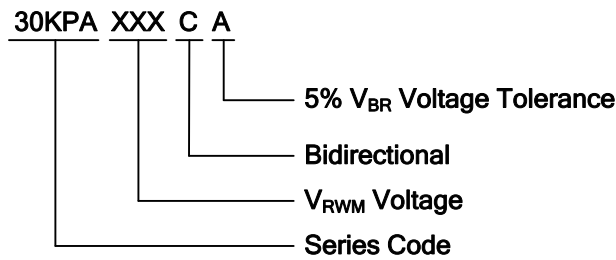 30KPA XXX C A
5% VBR Voltage Tolerance
Bidirectional
VRWM Voltage
Series Code